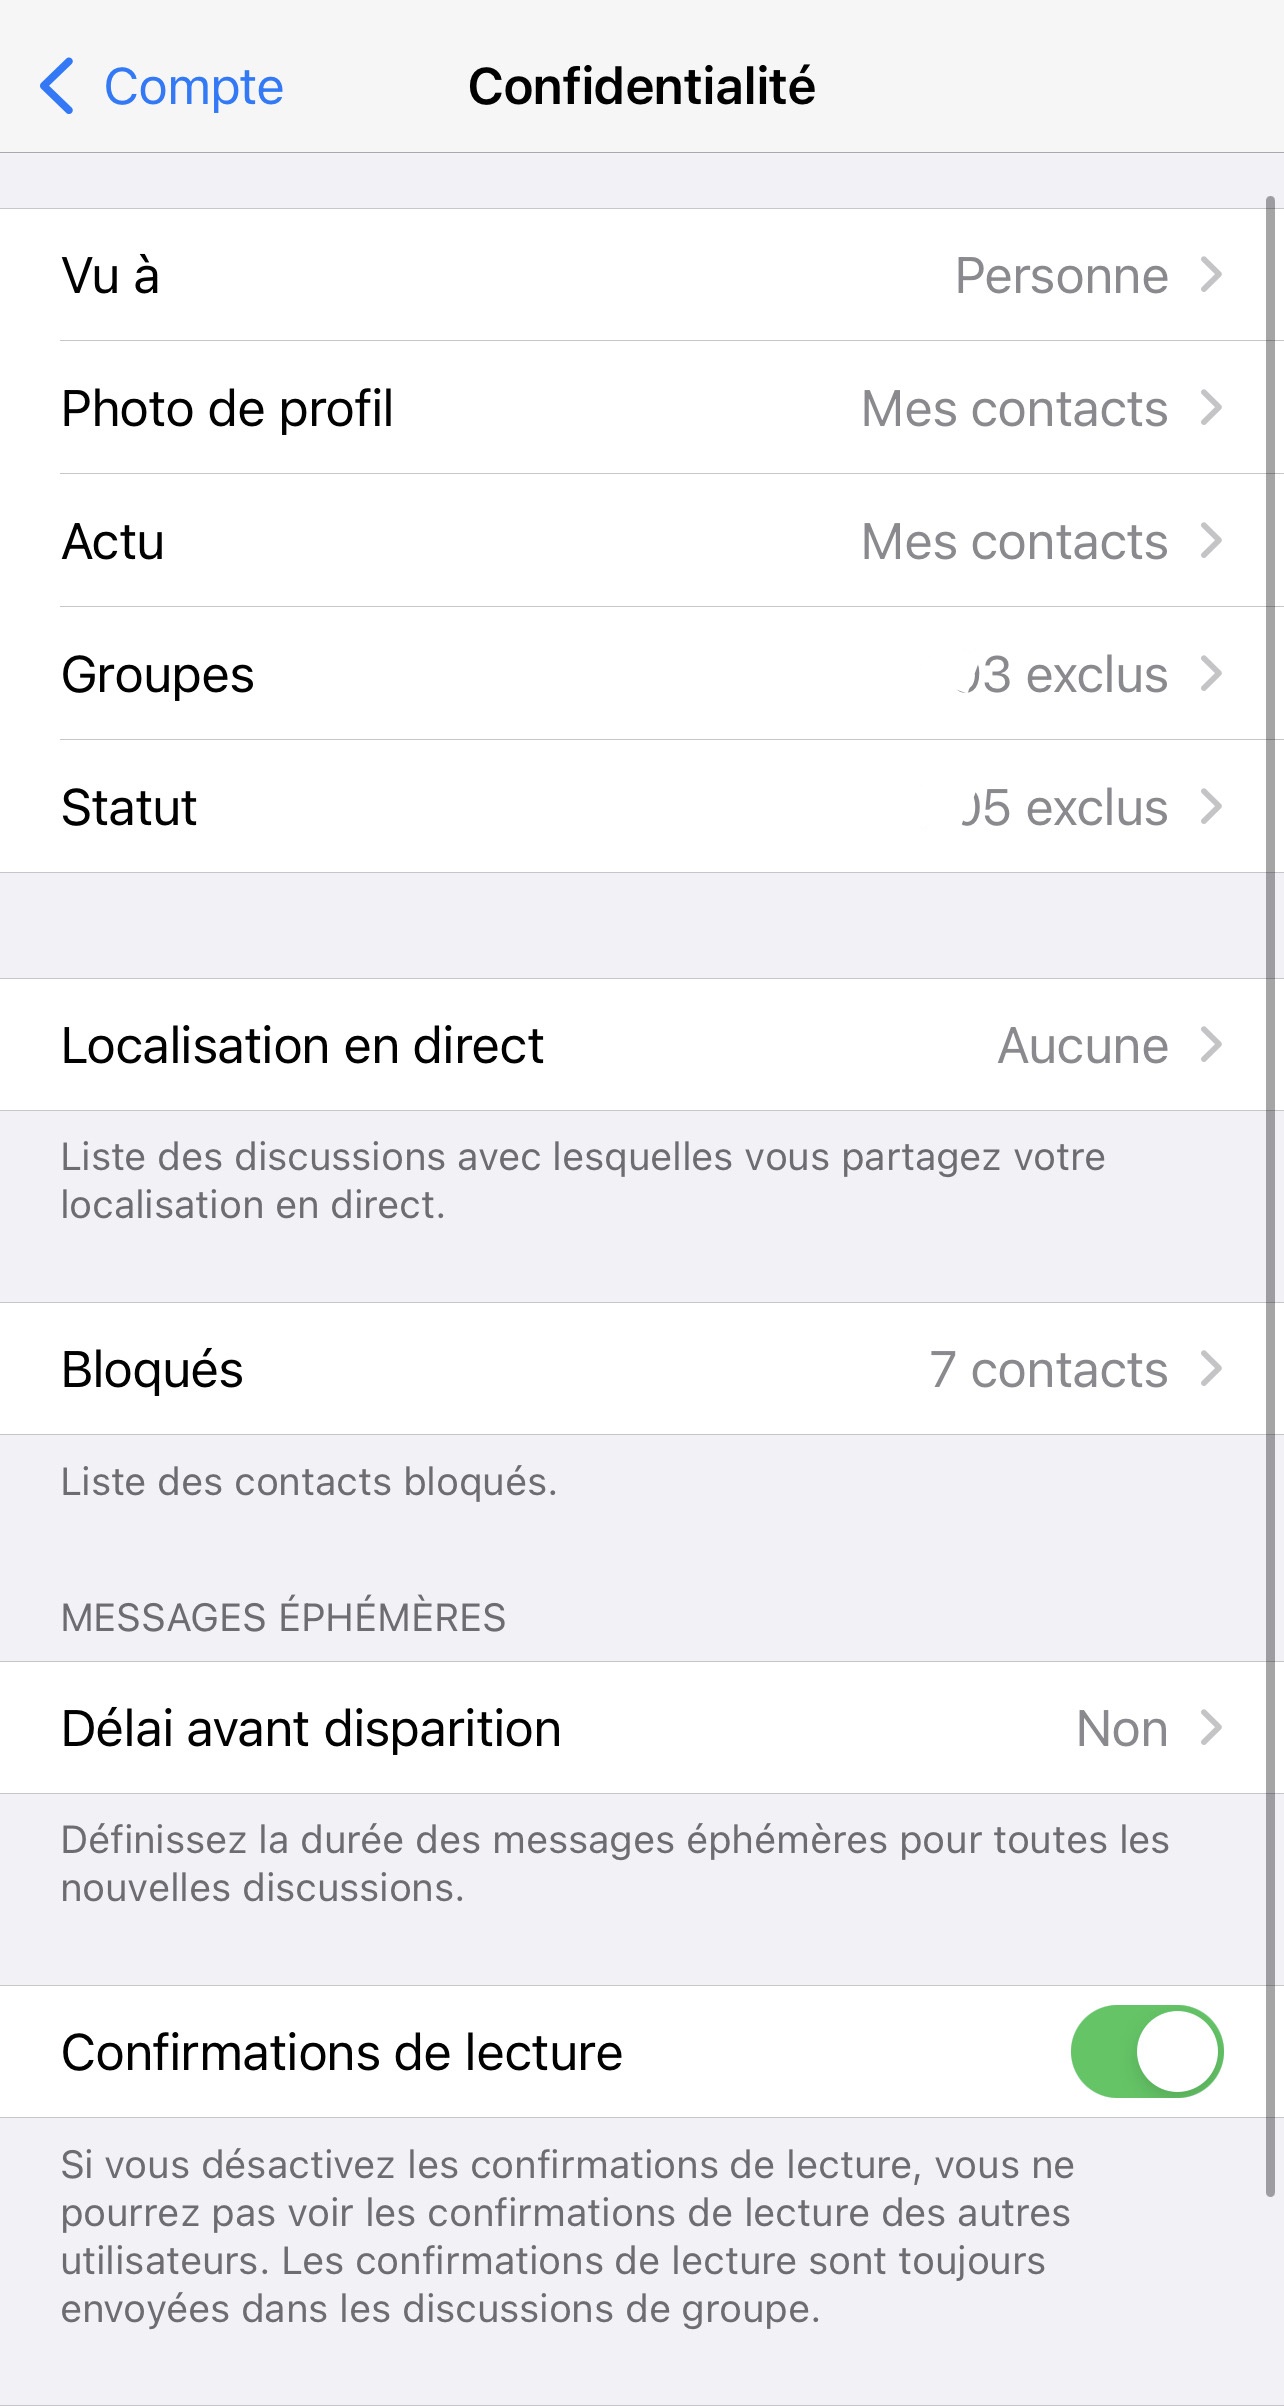 Compte
Confidentialité
Vu à Personne
Photo de profil Mes contacts
Actu Mes contacts
Groupes 3 exclus
Statut 5 exclus
Localisation en direct Aucune
Liste des discussions avec lesquelles vous partagez votre
localisation en direct.
Bloqués 7 contacts
Liste des contacts bloqués.
MESSAGES ÉPHÉMÈRES
Délai avant disparition Non
Définissez la durée des messages éphémères pour toutes les
nouvelles discussions.
Confirmations de lecture
Si vous désactivez les confirmations de lecture, vous ne
pourrez pas voir les confirmations de lecture des autres
utilisateurs. Les confirmations de lecture sont toujours
envoyées dans les discussions de groupe.